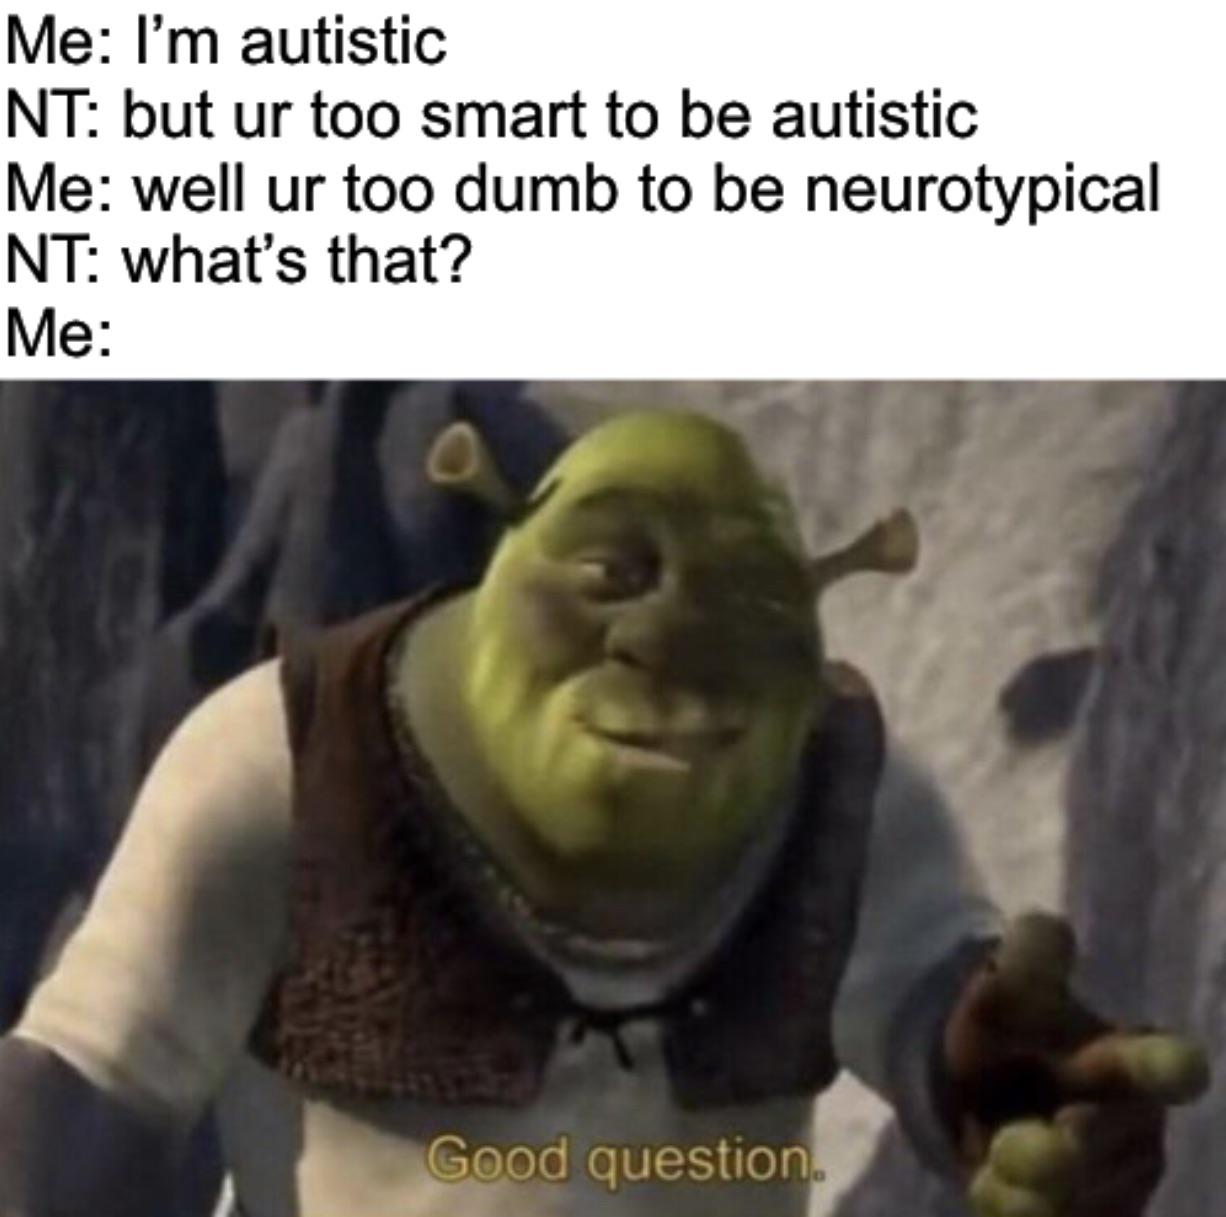 Me: I’m autistic
NT: but ur too smart to be autistic
Me: well ur too dumb to be neurotypical
NT: what’s that?
Me:
Good question.